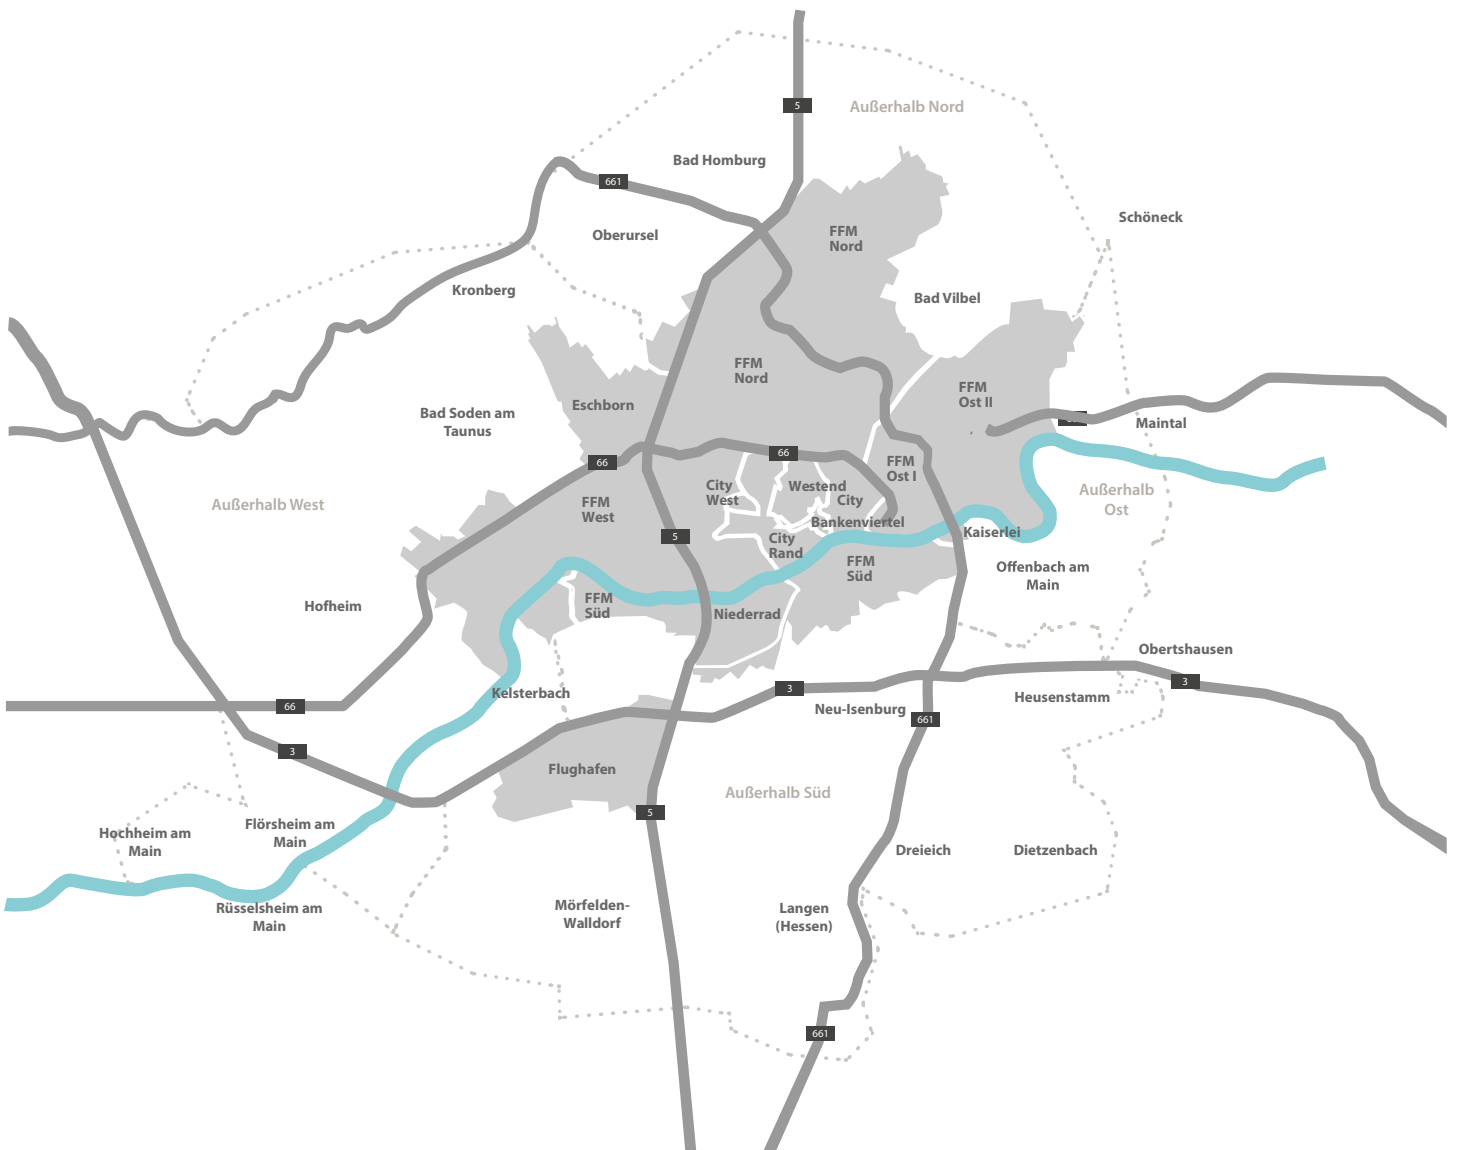 5
Außerhalb Nord
Bad Homburg
661
Schöneck
FFM
Nord
Oberursel
Kronberg
Bad Vilbel
FFM
Nord
FFM
Ost II
Eschborn
Bad Soden am
Taunus
Maintal
66
66
FFM
Ost I
City
West
Westend
City
Außerhalb
Ost
Außerhalb West
FFM
West
Bankenviertel
Kaiserlei
5
City
Rand
FFM
Süd
Offenbach am
Main
Hofheim
FFM
Süd
Niederrad
Obertshausen
3
Kelsterbach
3
Heusenstamm
66
Neu-Isenburg
661
3
Flughafen
Außerhalb Süd
5
Hochheim am
Main
Flörsheim am
Main
Dreieich
Dietzenbach
Rüsselsheim am
Main
Mörfelden-
Walldorf
Langen
(Hessen)
661